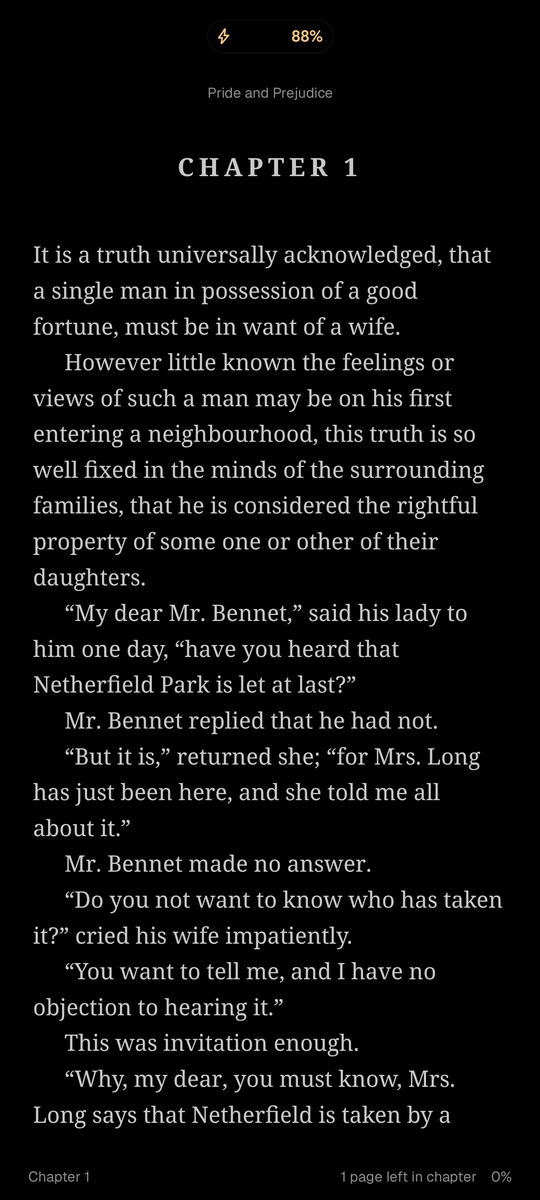 88%
Pride and Prejudice
CHAPTER 1
It is a truth universally acknowledged, that
a single man in possession of a good
fortune, must be in want of a wife.
However little known the feelings or
views of such a man may be on his first
entering a neighbourhood, this truth is so
well fixed in the minds of the surrounding
families, that he is considered the rightful
property of some one or other of their
daughters.
“My dear Mr. Bennet,” said his lady to
him one day, “have you heard that
Netherfield Park is let at last?”
Mr. Bennet replied that he had not.
“But it is,” returned she; “for Mrs. Long
has just been here, and she told me all
about it.”
Mr. Bennet made no answer.
“Do you not want to know who has taken
it?” cried his wife impatiently.
“You want to tell me, and I have no
objection to hearing it.”
This was invitation enough.
“Why, my dear, you must know, Mrs.
Long says that Netherfield is taken by a
Chapter 1 1 page left in chapter 0%